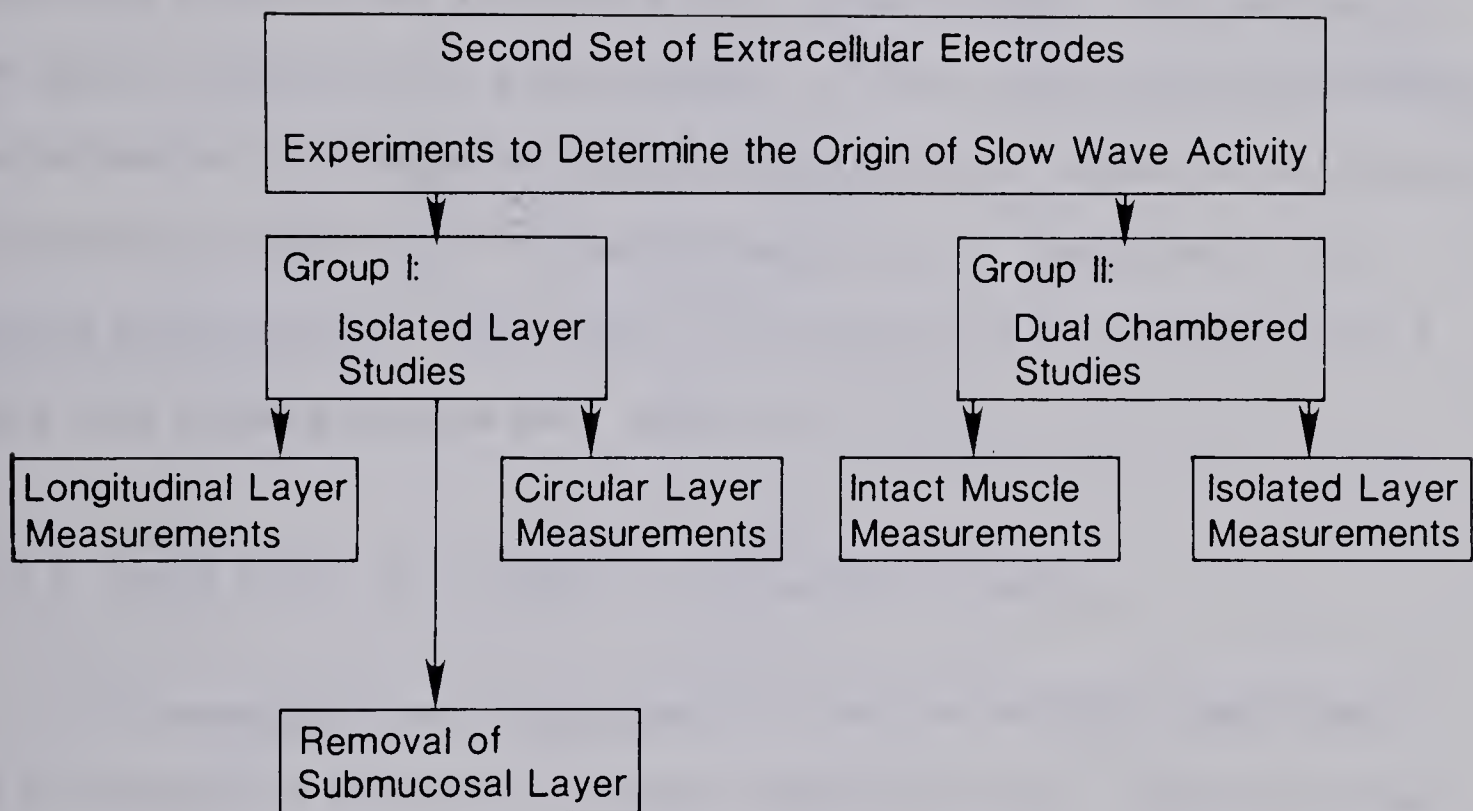 Second Set of Extracellular Electrodes
Experiments to Determine the Origin of Slow Wave Activity
Group I:
Isolated Layer
Studies
Group II:
Dual Chambered
Studies
Longitudinal Layer
Measurements
Circular Layer
Measurements
Intact Muscle
Measurements
Isolated Layer
Measurements
Removal of
Submucosal Layer